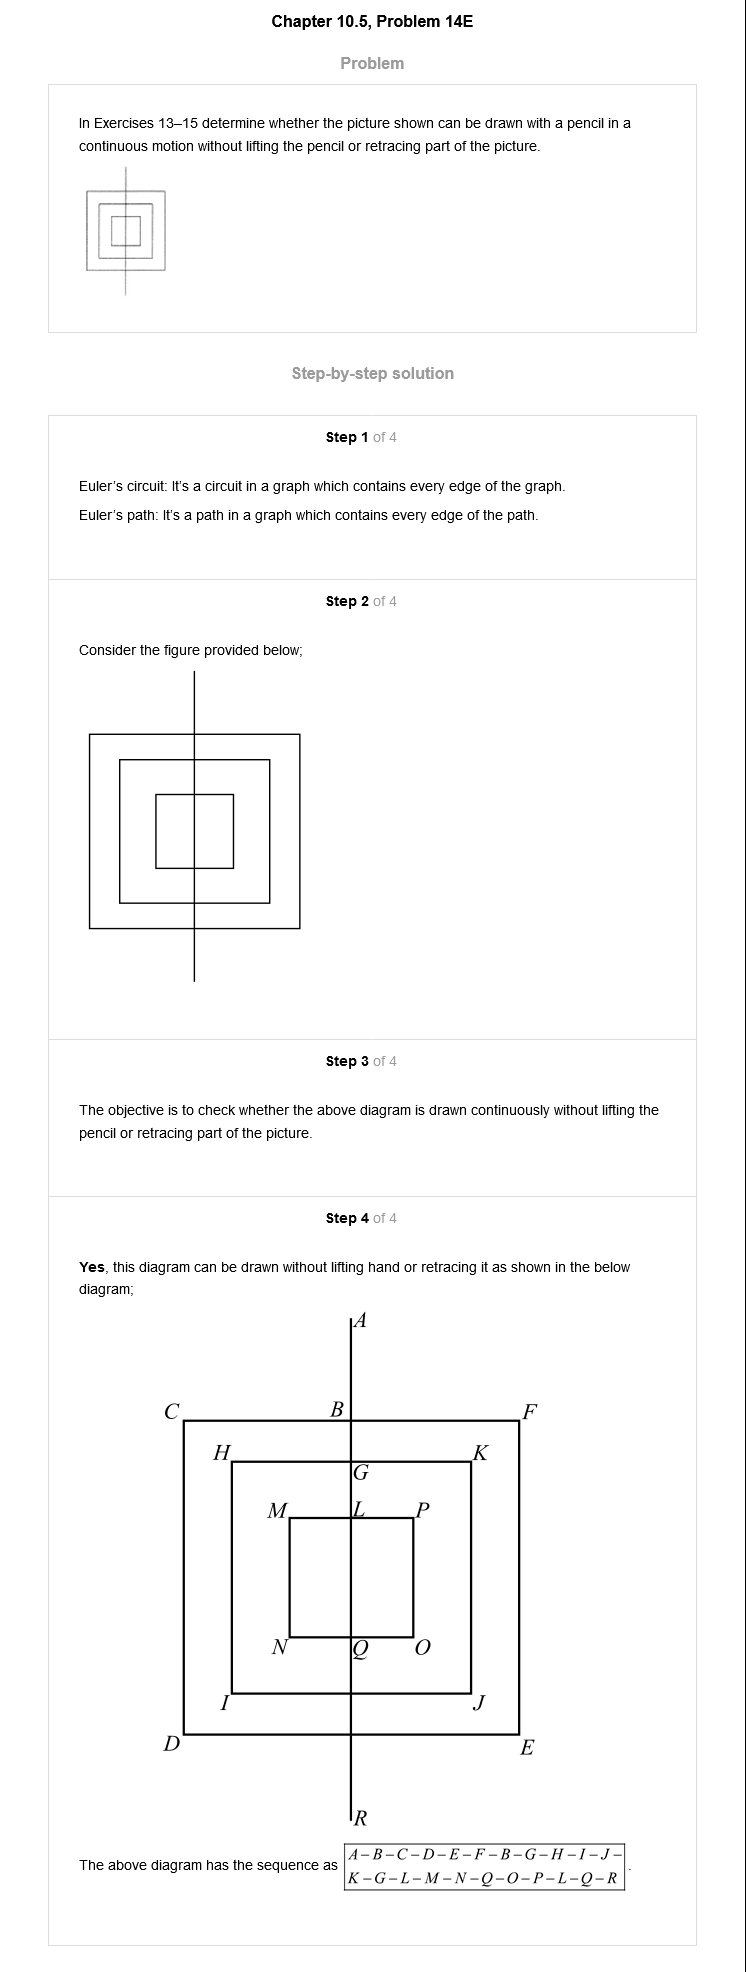 Chapter 10.5, Problem 14E
Problem
In Exercises 13–15 determine whether the picture shown can be drawn with a pencil in a
continuous motion without lifting the pencil or retracing part of the picture.
Step-by-step solution
Step 1 of 4
Euler's circuit: It's a circuit in a graph which contains every edge of the graph.
Euler's path: It's a path in a graph which contains every edge of the path.
Step 2 of 4
Consider the figure provided below;
Step 3 of 4
The objective is to check whether the above diagram is drawn continuously without lifting the
pencil or retracing part of the picture.
Step 4 of 4
Yes, this diagram can be drawn without lifting hand or retracing it as shown in the below
diagram;
A
C B F
H K
G
M L P
N Q O
I J
D E
R
The above diagram has the sequence as
A – B – C – D – E – F – B – G – H – I – J –
K – G – L – M – N – Q – O – P – L – Q – R .